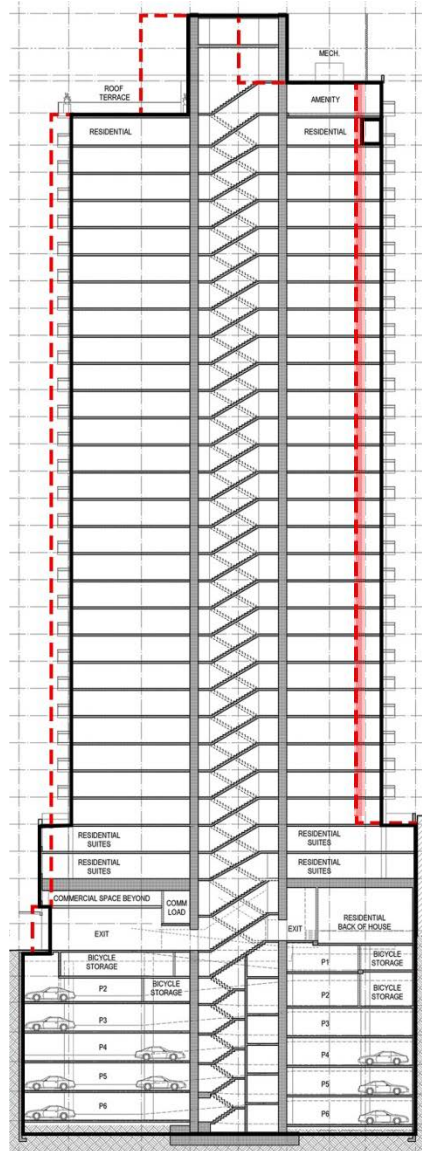 MECH.
ROOF
TERRACE
AMENITY
RESIDENTIAL
RESIDENTIAL
RESIDENTIAL
SUITES
RESIDENTIAL
SUITES
RESIDENTIAL
SUITES
RESIDENTIAL
SUITES
COMMERCIAL SPACE BEYOND
COMM
LOAD
EXIT
EXIT
RESIDENTIAL
BACK OF HOUSE
BICYCLE
STORAGE
P1
BICYCLE
STORAGE
P2
BICYCLE
STORAGE
P2
BICYCLE
STORAGE
P3
P3
P4
P4
P5
P5
P6
P6